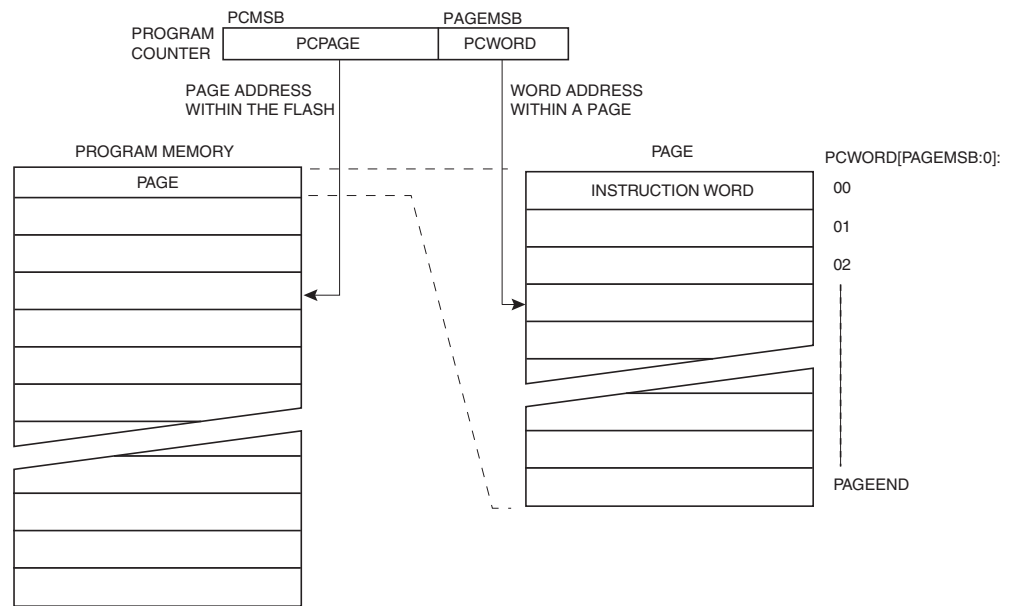 PCMSB
PAGEMSB
PROGRAM
COUNTER
PCPAGE
PCWORD
PAGE ADDRESS
WITHIN THE FLASH
WORD ADDRESS
WITHIN A PAGE
PROGRAM MEMORY
PAGE
PAGE
PCWORD[PAGEMSB:0]:
INSTRUCTION WORD
00
01
02
PAGEEND